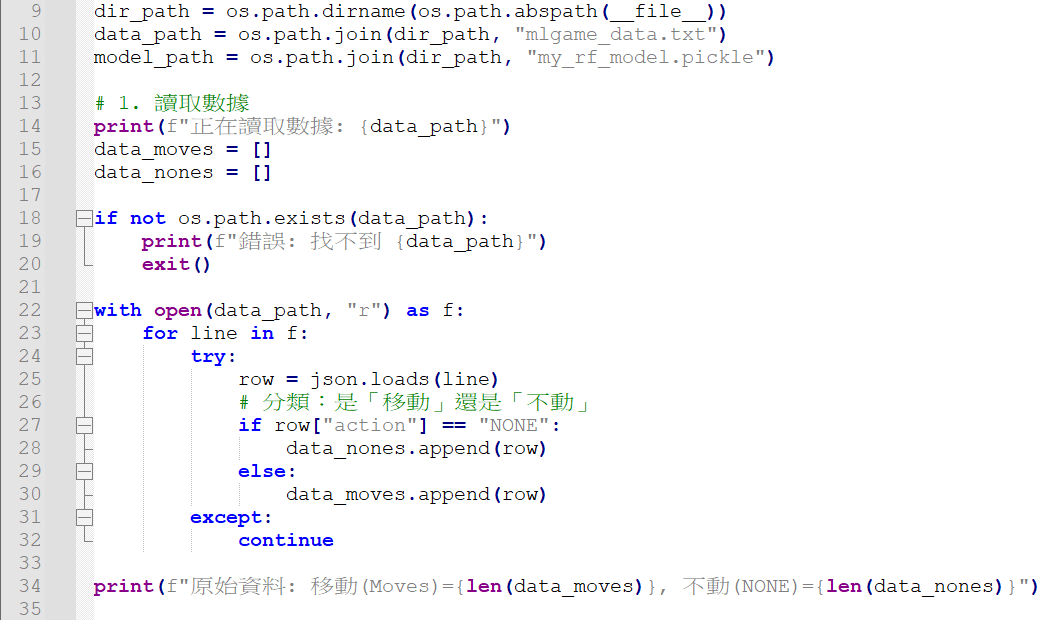 9 dir_path = os.path.dirname(os.path.abspath(__file__))
10 data_path = os.path.join(dir_path, "mlgame_data.txt")
11 model_path = os.path.join(dir_path, "my_rf_model.pickle")
12
13 # 1. 讀取數據
14 print(f"正在讀取數據: {data_path}")
15 data_moves = []
16 data_nones = []
17
18 if not os.path.exists(data_path):
19     print(f"錯誤: 找不到 {data_path}")
20     exit()
21
22 with open(data_path, "r") as f:
23     for line in f:
24         try:
25             row = json.loads(line)
26             # 分類：是「移動」還是「不動」
27             if row["action"] == "NONE":
28                 data_nones.append(row)
29             else:
30                 data_moves.append(row)
31         except:
32             continue
33
34 print(f"原始資料: 移動(Moves)={len(data_moves)}, 不動(NONE)={len(data_nones)}")
35